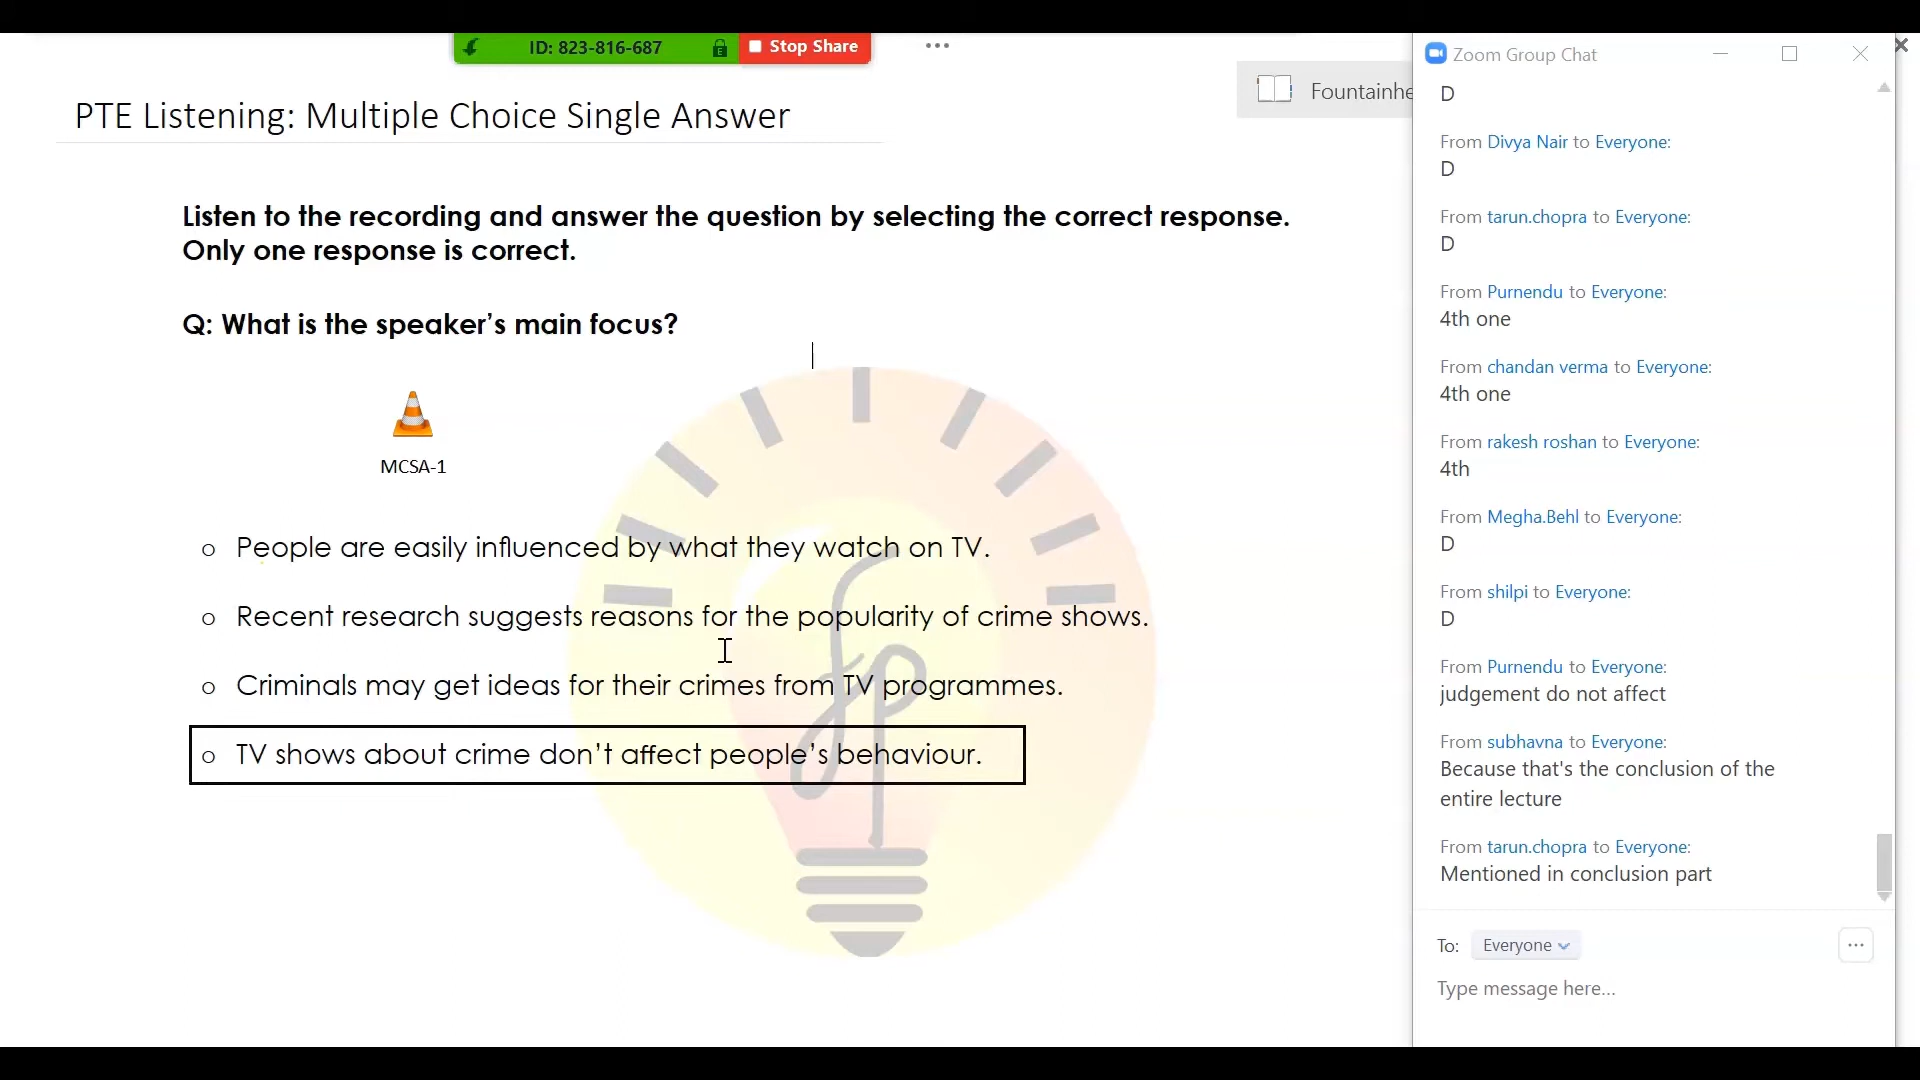 ID: 823-816-687
Stop Share
PTE Listening: Multiple Choice Single Answer
Fountainhe
Listen to the recording and answer the question by selecting the correct response.
Only one response is correct.
Q: What is the speaker's main focus?
MCSA-1
o People are easily influenced by what they watch on TV.
o Recent research suggests reasons for the popularity of crime shows.
o Criminals may get ideas for their crimes from TV programmes.
o TV shows about crime don't affect people's behaviour.
fp
Zoom Group Chat
D
From Divya Nair to Everyone:
D
From tarun.chopra to Everyone:
D
From Purnendu to Everyone:
4th one
From chandan verma to Everyone:
4th one
From rakesh roshan to Everyone:
4th
From Megha.Behl to Everyone:
D
From shilpi to Everyone:
D
From Purnendu to Everyone:
judgement do not affect
From subhavna to Everyone:
Because that's the conclusion of the
entire lecture
From tarun.chopra to Everyone:
Mentioned in conclusion part
To: Everyone
Type message here...